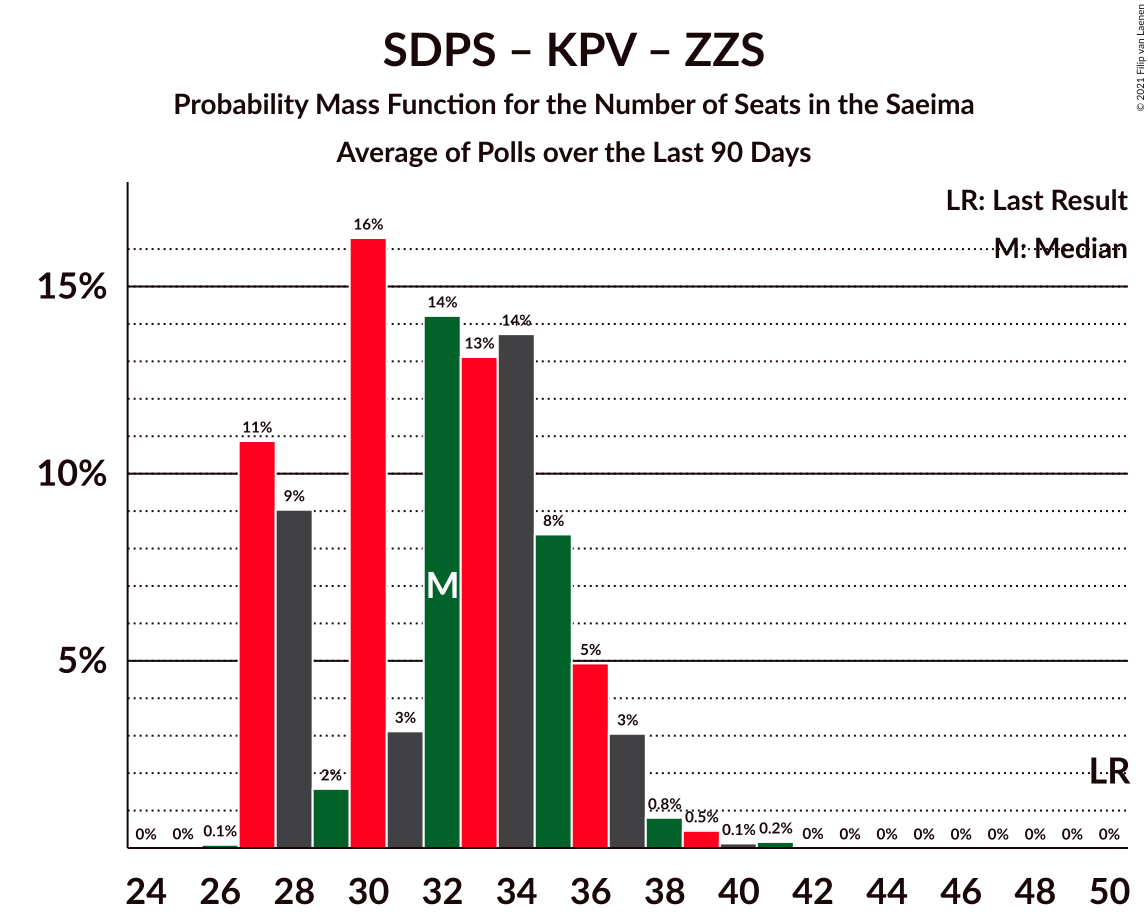 SDPS – KPV – ZZS
Probability Mass Function for the Number of Seats in the Saeima
Average of Polls over the Last 90 Days
© 2021 Filip van Laenen
LR: Last Result
M: Median
15%
10%
5%
0% 0% 0.1% 11% 9% 2% 16% 3% 14% 13% 14% 8% 5% 3% 0.8% 0.5% 0.1% 0.2% 0% 0% 0% 0% 0% 0% 0% 0% 0%
M
LR
24 26 28 30 32 34 36 38 40 42 44 46 48 50